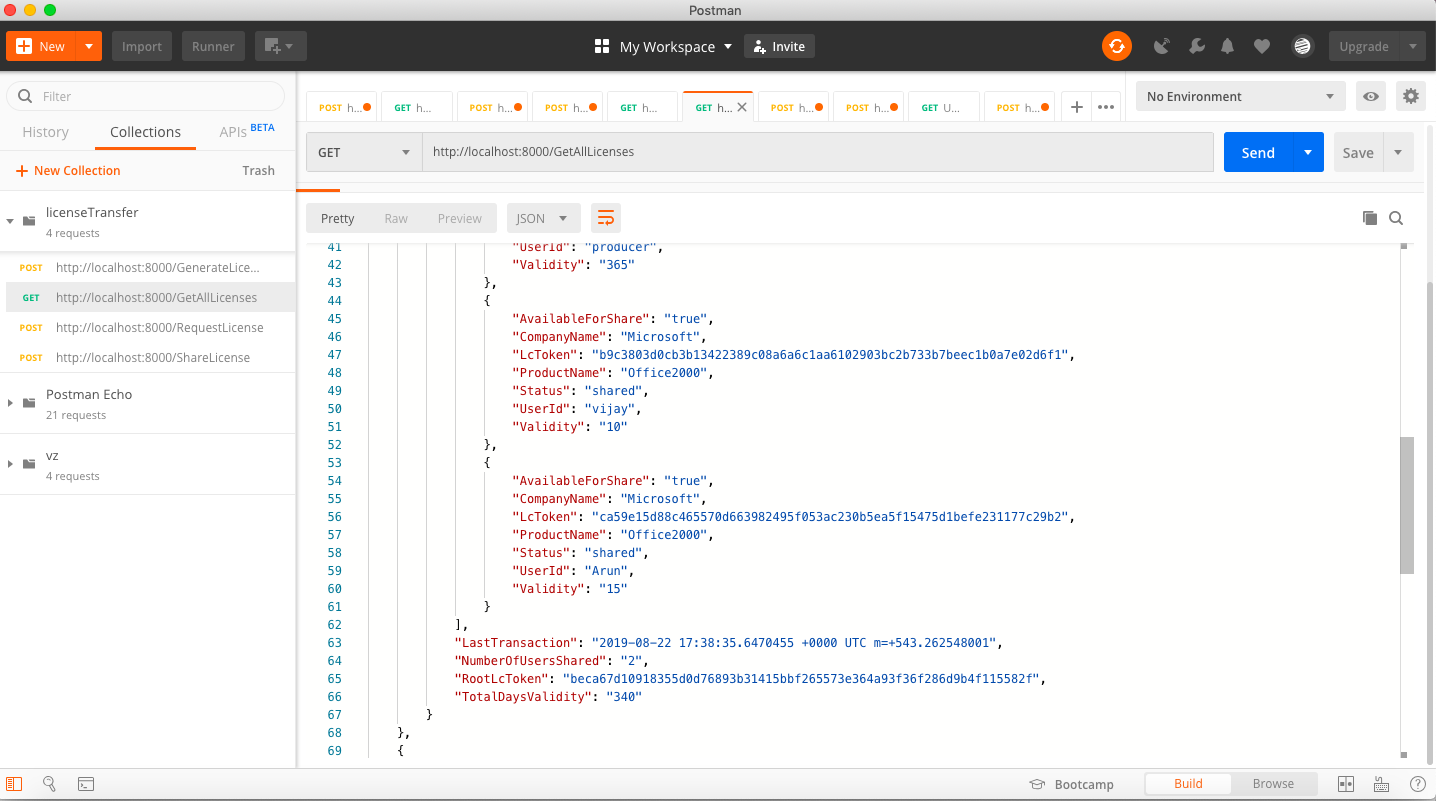 Postman
New
Import
Runner
My Workspace
Invite
Upgrade
Filter
History
Collections
APIs BETA
New Collection
Trash
licenseTransfer
4 requests
POST http://localhost:8000/GenerateLice...
GET http://localhost:8000/GetAllLicenses
POST http://localhost:8000/RequestLicense
POST http://localhost:8000/ShareLicense
Postman Echo
21 requests
vz
4 requests
POST h...
GET h...
POST h...
POST h...
GET h...
GET h...
POST h...
POST h...
GET U...
POST h...
No Environment
GET
http://localhost:8000/GetAllLicenses
Send
Save
Pretty
Raw
Preview
JSON
41 "UserId": "producer",
42 "Validity": "365"
43 },
44 {
45 "AvailableForShare": "true",
46 "CompanyName": "Microsoft",
47 "LcToken": "b9c3803d0cb3b13422389c08a6a6c1aa6102903bc2b733b7beec1b0a7e02d6f1",
48 "ProductName": "Office2000",
49 "Status": "shared",
50 "UserId": "vijay",
51 "Validity": "10"
52 },
53 {
54 "AvailableForShare": "true",
55 "CompanyName": "Microsoft",
56 "LcToken": "ca59e15d88c465570d663982495f053ac230b5ea5f15475d1befe231177c29b2",
57 "ProductName": "Office2000",
58 "Status": "shared",
59 "UserId": "Arun",
60 "Validity": "15"
61 }
62 ],
63 "LastTransaction": "2019-08-22 17:38:35.6470455 +0000 UTC m=+543.262548001",
64 "NumberOfUsersShared": "2",
65 "RootLcToken": "beca67d10918355d0d76893b31415bbf265573e364a93f36f286d9b4f115582f",
66 "TotalDaysValidity": "340"
67 }
68 },
69 {
Bootcamp
Build
Browse